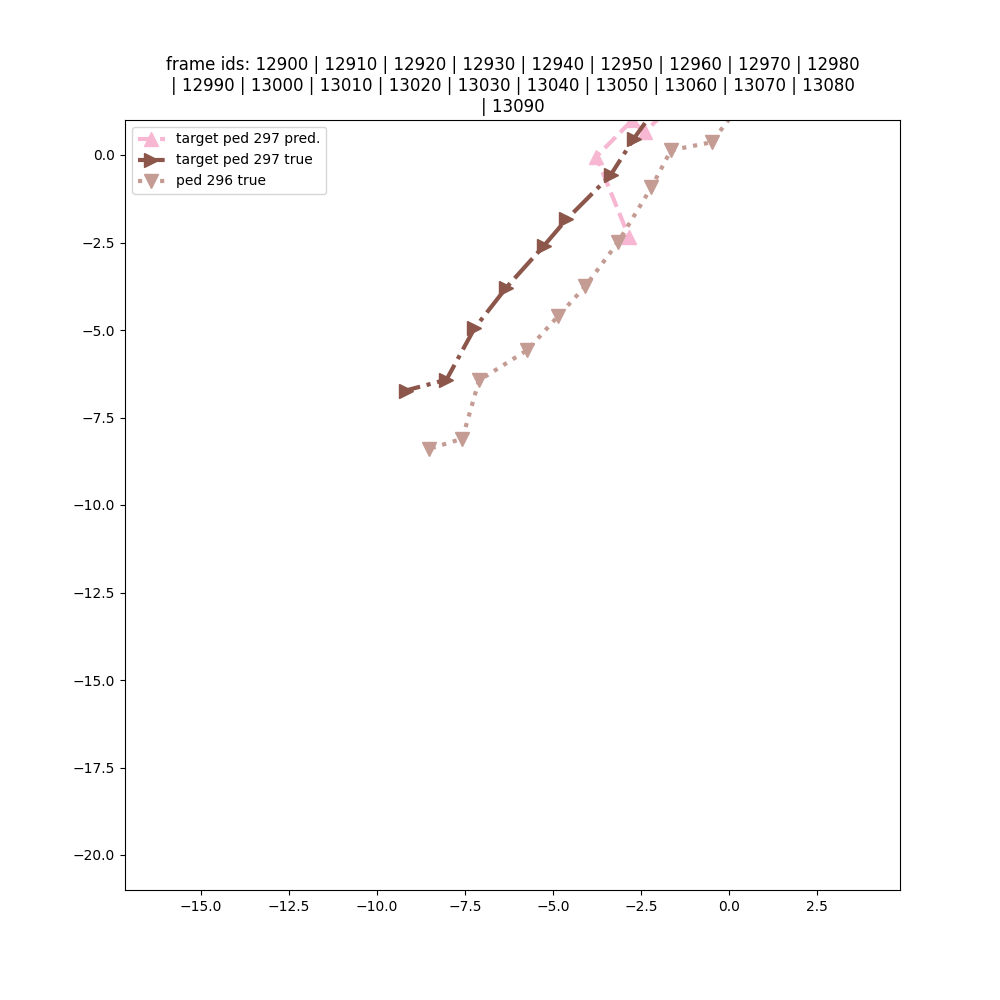 frame ids: 12900 | 12910 | 12920 | 12930 | 12940 | 12950 | 12960 | 12970 | 12980
| 12990 | 13000 | 13010 | 13020 | 13030 | 13040 | 13050 | 13060 | 13070 | 13080
| 13090
target ped 297 pred.
target ped 297 true
ped 296 true
0.0
−2.5
−5.0
−7.5
−10.0
−12.5
−15.0
−17.5
−20.0
−15.0 −12.5 −10.0 −7.5 −5.0 −2.5 0.0 2.5